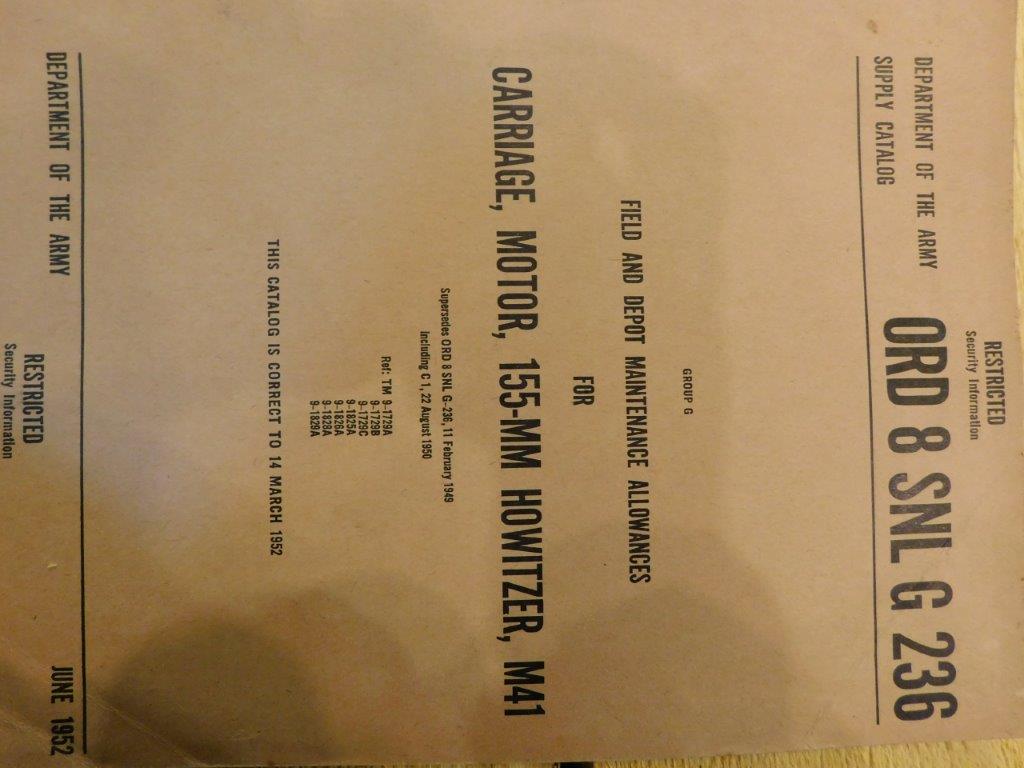 RESTRICTED
Security Information
DEPARTMENT OF THE ARMY
SUPPLY CATALOG
ORD 8 SNL G 236
GROUP G
FIELD AND DEPOT MAINTENANCE ALLOWANCES
FOR
CARRIAGE, MOTOR, 155-MM HOWITZER, M41
Supersedes ORD 8 SNL G-236, 11 February 1949
Including C 1, 22 August 1950
Ref: TM 9-1729A
9-1729B
9-1729C
9-1825A
9-1826A
9-1828A
9-1829A
THIS CATALOG IS CORRECT TO 14 MARCH 1952
DEPARTMENT OF THE ARMY
JUNE 1952
RESTRICTED
Security Information